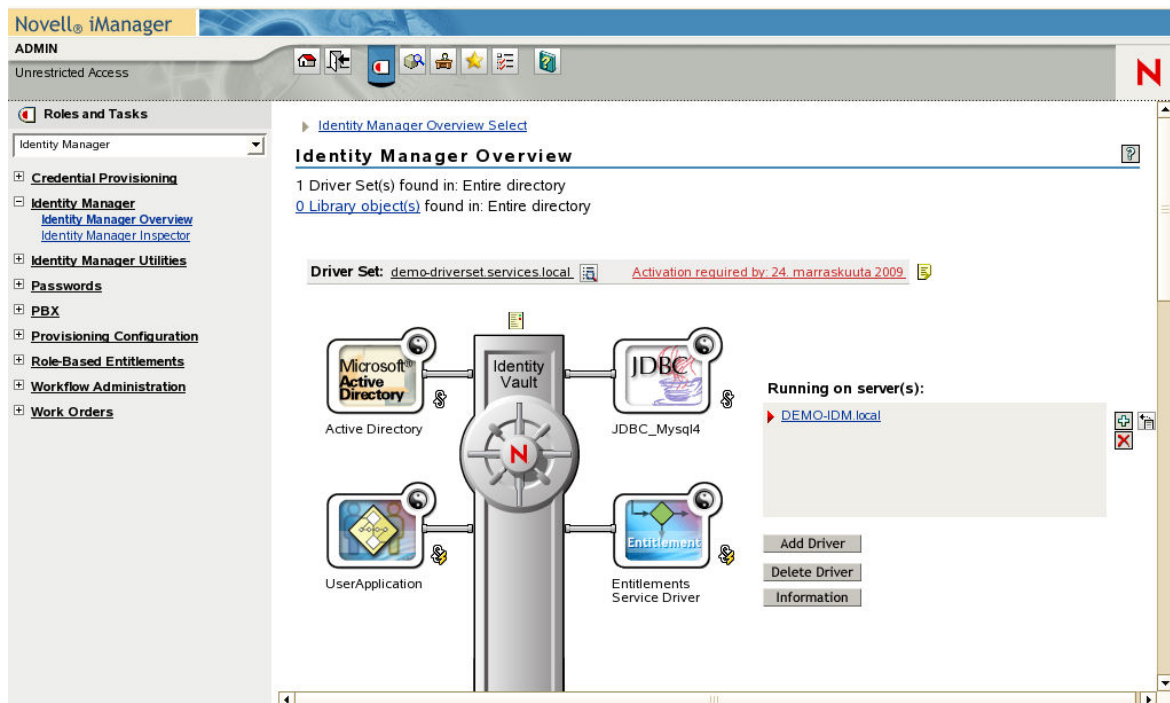 Novell® iManager
ADMIN
Unrestricted Access
N
Roles and Tasks
Identity Manager
Credential Provisioning
Identity Manager
Identity Manager Overview
Identity Manager Inspector
Identity Manager Utilities
Passwords
PBX
Provisioning Configuration
Role-Based Entitlements
Workflow Administration
Work Orders
Identity Manager Overview Select
Identity Manager Overview
?
1 Driver Set(s) found in: Entire directory
0 Library object(s) found in: Entire directory
Driver Set: demo-driverset.services.local
Activation required by: 24. marraskuuta 2009
Microsoft®
Active
Directory
Active Directory
Identity
Vault
N
JDBC
JDBC_Mysql4
UserApplication
Entitlement
Entitlements
Service Driver
Running on server(s):
DEMO-IDM.local
Add Driver
Delete Driver
Information